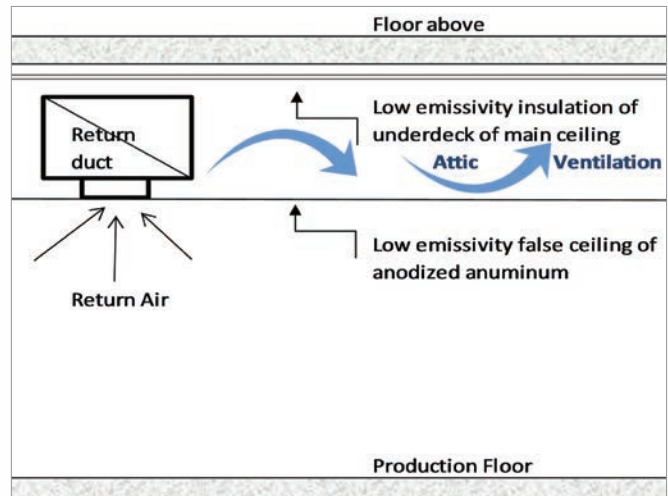 Floor above
Return
duct
Low emissivity insulation of
underdeck of main ceiling
Attic
Ventilation
Low emissivity false ceiling of
anodized anuminum
Return Air
Production Floor